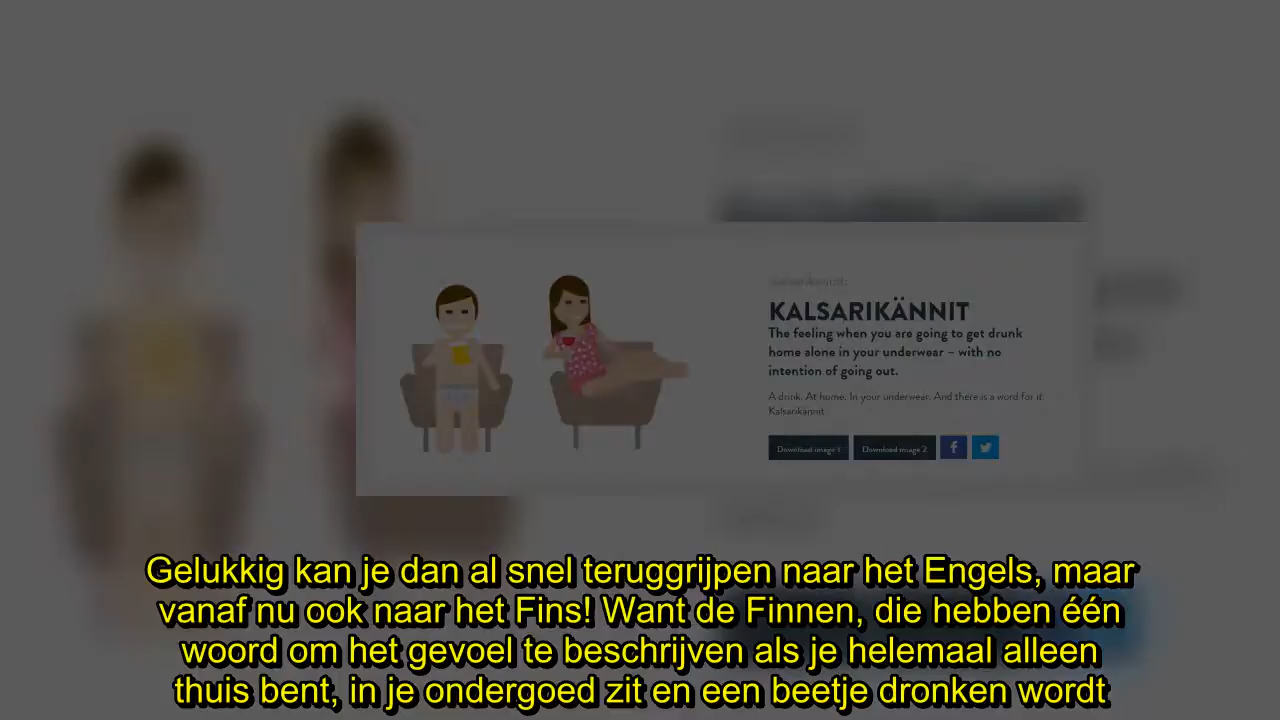 KALSARIKÄNNIT
The feeling when you are going to get drunk
home alone in your underwear – with no
intention of going out.
A drink. At home. In your underwear. And there is a word for it.
Kalsarikännit
Download image 1
Download image 2
Gelukkig kan je dan al snel teruggrijpen naar het Engels, maar
vanaf nu ook naar het Fins! Want de Finnen, die hebben één
woord om het gevoel te beschrijven als je helemaal alleen
thuis bent, in je ondergoed zit en een beetje dronken wordt